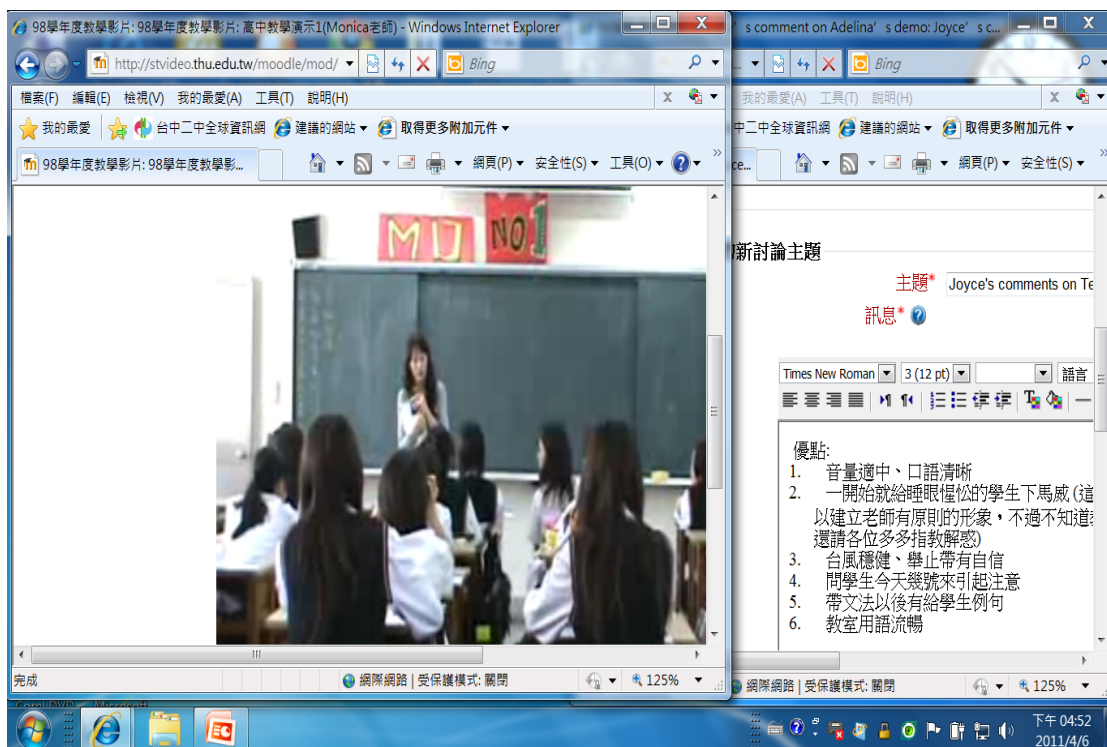 98學年度教學影片: 98學年度教學影片: 高中教學演示1(Monica老師) - Windows Internet Explorer
http://stvideo.thu.edu.tw/moodle/mod/
Bing
檔案(F) 編輯(E) 檢視(V) 我的最愛(A) 工具(T) 說明(H)
我的最愛 台中二中全球資訊網 建議的網站 取得更多附加元件
98學年度教學影片: 98學年度教學影...
網頁(P) 安全性(S) 工具(O)
MJ NO1
完成
網際網路 | 受保護模式: 關閉
125%
's comment on Adelina's demo: Joyce's c...
Bing
我的最愛(A) 工具(T) 說明(H)
中二中全球資訊網 建議的網站 取得更多附加元件
ce...
網頁(P) 安全性(S)
新討論主題
主題* Joyce's comments on Te
訊息*
Times New Roman 3 (12 pt) 語言
優點:
1. 音量適中、口語清晰
2. 一開始就給睡眼惺忪的學生下馬威 (這
以建立老師有原則的形象，不過不知道
還請各位多多指教解惑)
3. 台風穩健、舉止帶有自信
4. 問學生今天幾號來引起注意
5. 帶文法以後有給學生例句
6. 教室用語流暢
網際網路 | 受保護模式: 關閉
125%
下午 04:52
2011/4/6